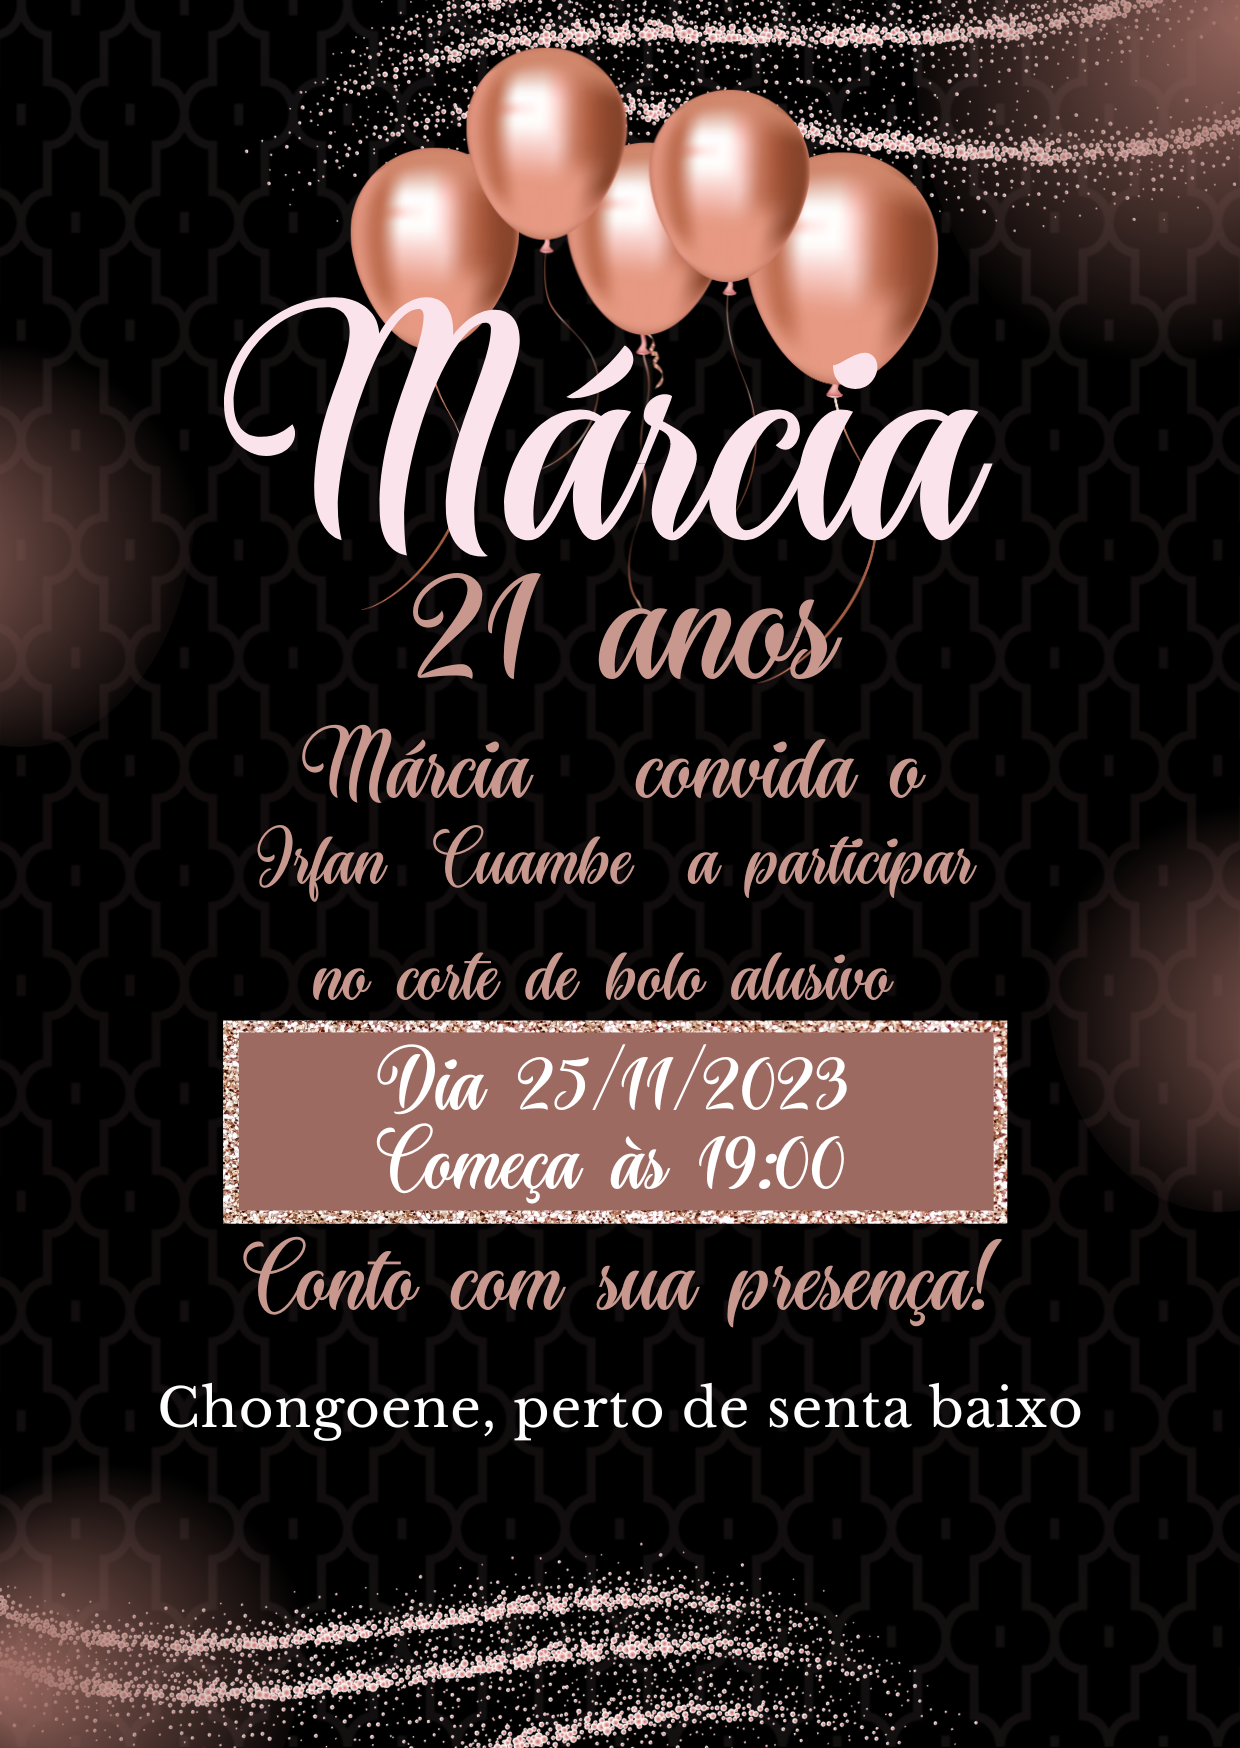 Márcia
21 anos
Márcia convida o
Irfan Cuambe a participar
no corte de bolo alusivo
Dia 25/11/2023
Começa às 19:00
Conto com sua presença!
Chongoene, perto de senta baixo